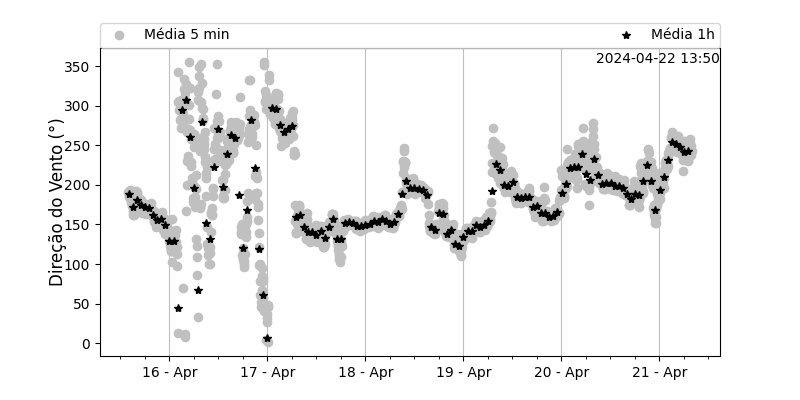 Média 5 min
Média 1h
2024-04-22 13:50
Direção do Vento (°)
350
300
250
200
150
100
50
0
16 - Apr
17 - Apr
18 - Apr
19 - Apr
20 - Apr
21 - Apr